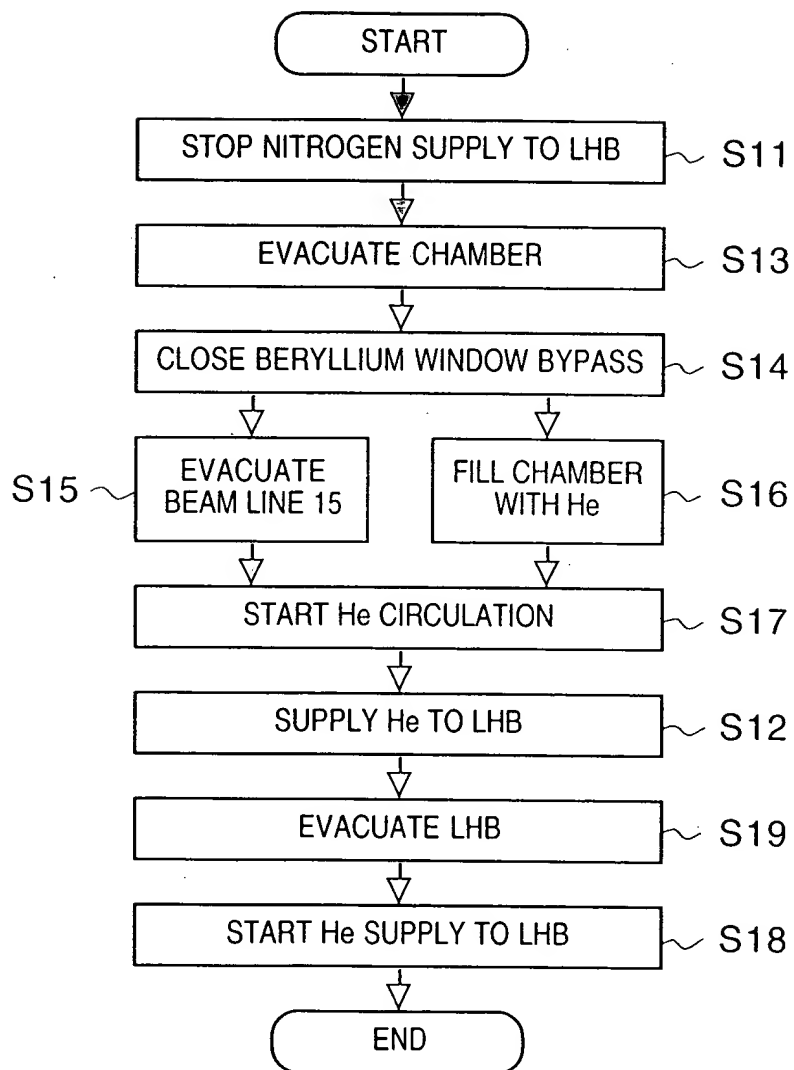 START
STOP NITROGEN SUPPLY TO LHB
S11
EVACUATE CHAMBER
S13
CLOSE BERYLLIUM WINDOW BYPASS
S14
S15
EVACUATE
BEAM LINE 15
FILL CHAMBER
WITH He
S16
START He CIRCULATION
S17
SUPPLY He TO LHB
S12
EVACUATE LHB
S19
START He SUPPLY TO LHB
S18
END